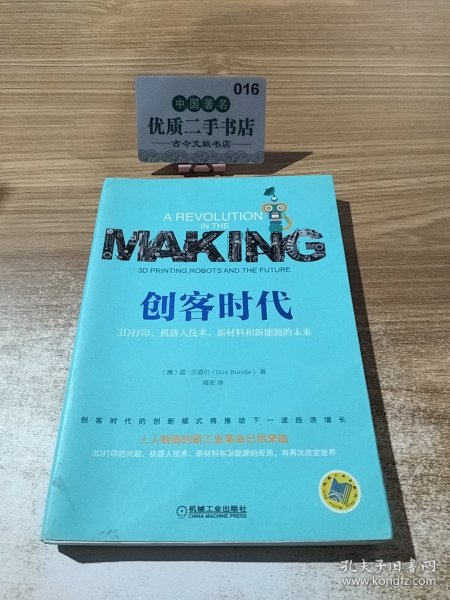 016
中国著名
优质二手书店
古今文献书店
A REVOLUTION
IN THE
MAKING
3D PRINTING, ROBOTS AND THE FUTURE
创客时代
3D打印、机器人技术、新材料和新能源的未来
（澳）盖·兰道尔（Guy Rundle）著
高宏 译
创客时代的创新模式将推动下一波经济增长
人人制造的新工业革命已然来临
3D打印的兴起、机器人技术、新材料和新能源的应用，将再次改变世界
机械工业出版社
CHINA MACHINE PRESS
孔夫子旧书网
www.kongfz.com